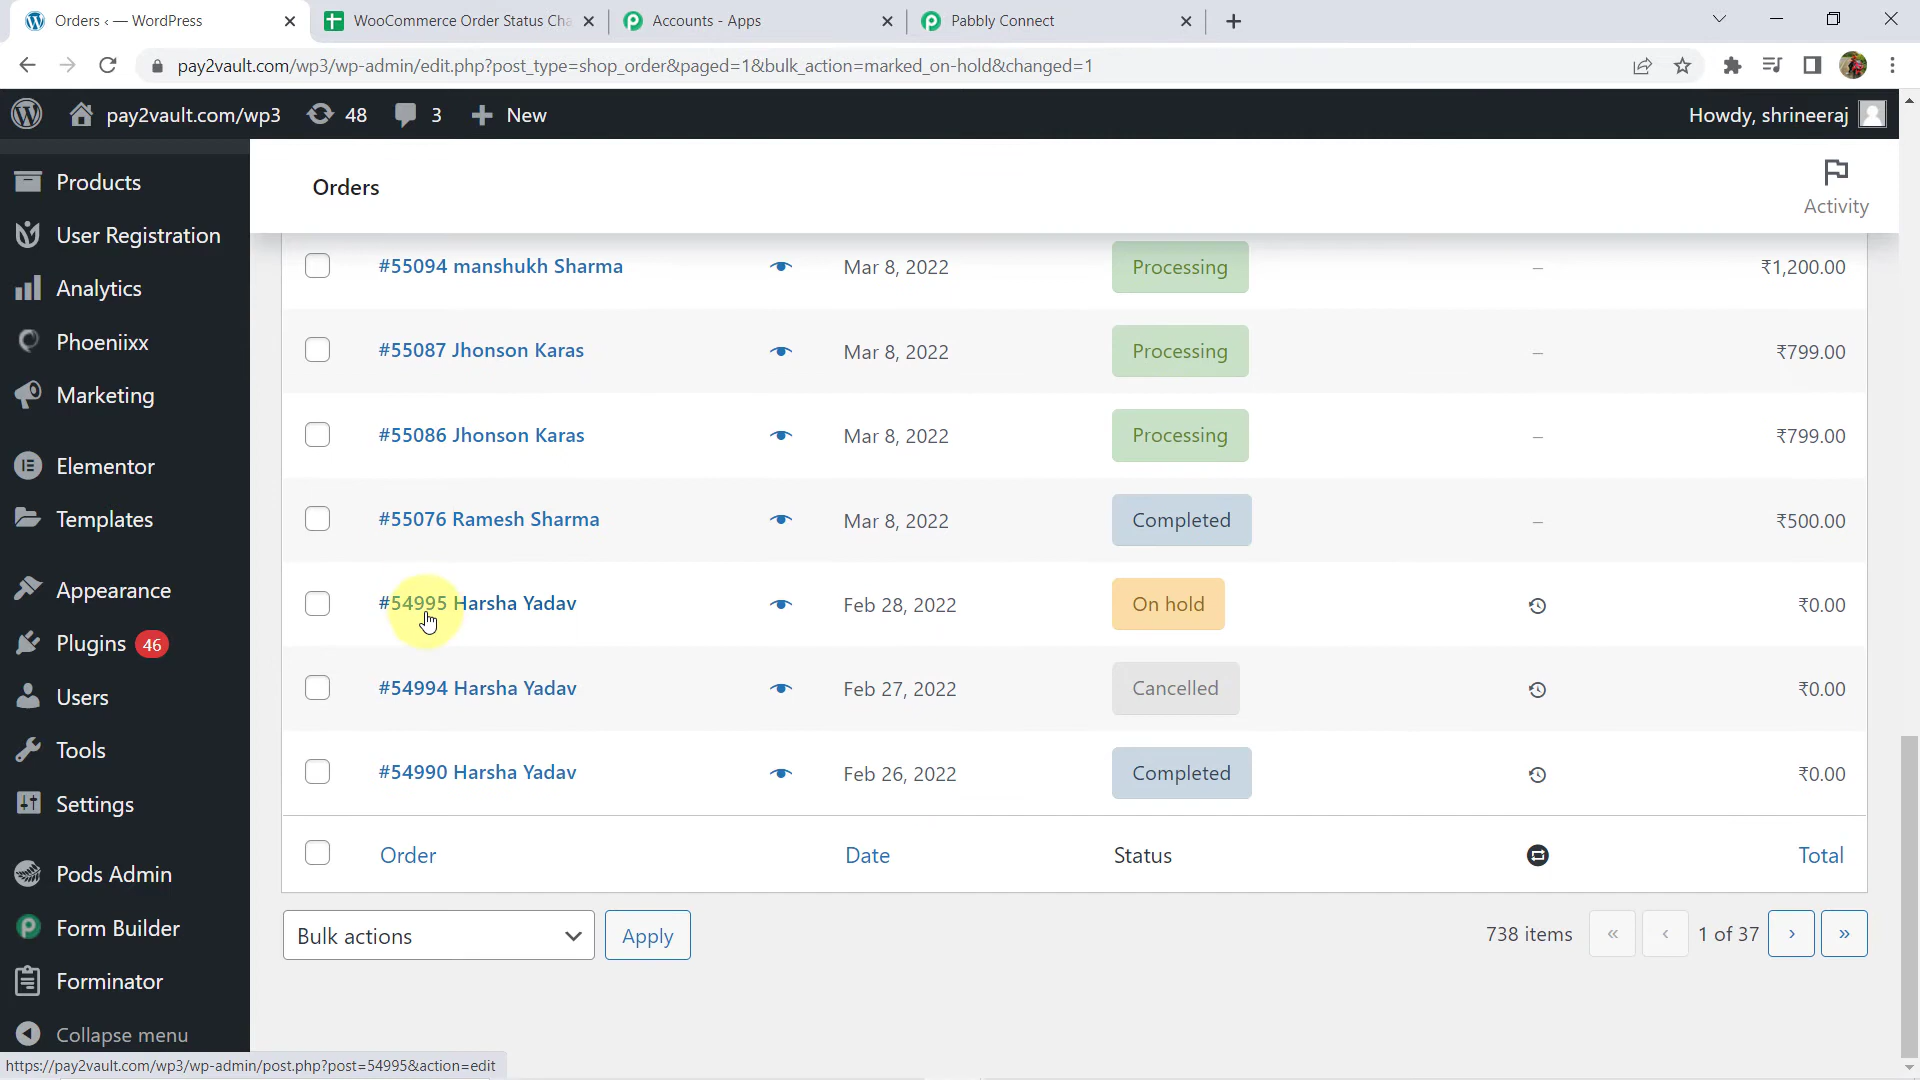 Orders ‹ — WordPress
WooCommerce Order Status Cha
Accounts - Apps
Pabbly Connect
pay2vault.com/wp3/wp-admin/edit.php?post_type=shop_order&paged=1&bulk_action=marked_on-hold&changed=1
pay2vault.com/wp3 48 3 New
Howdy, shrineeraj
Products
User Registration
Analytics
Phoeniixx
Marketing
Elementor
Templates
Appearance
Plugins 46
Users
Tools
Settings
Pods Admin
Form Builder
Forminator
Collapse menu
Orders
Activity
#55094 manshukh Sharma Mar 8, 2022 Processing – ₹1,200.00
#55087 Jhonson Karas Mar 8, 2022 Processing – ₹799.00
#55086 Jhonson Karas Mar 8, 2022 Processing – ₹799.00
#55076 Ramesh Sharma Mar 8, 2022 Completed – ₹500.00
#54995 Harsha Yadav Feb 28, 2022 On hold ₹0.00
#54994 Harsha Yadav Feb 27, 2022 Cancelled ₹0.00
#54990 Harsha Yadav Feb 26, 2022 Completed ₹0.00
Order Date Status Total
Bulk actions Apply 738 items « ‹ 1 of 37 › »
https://pay2vault.com/wp3/wp-admin/post.php?post=54995&action=edit